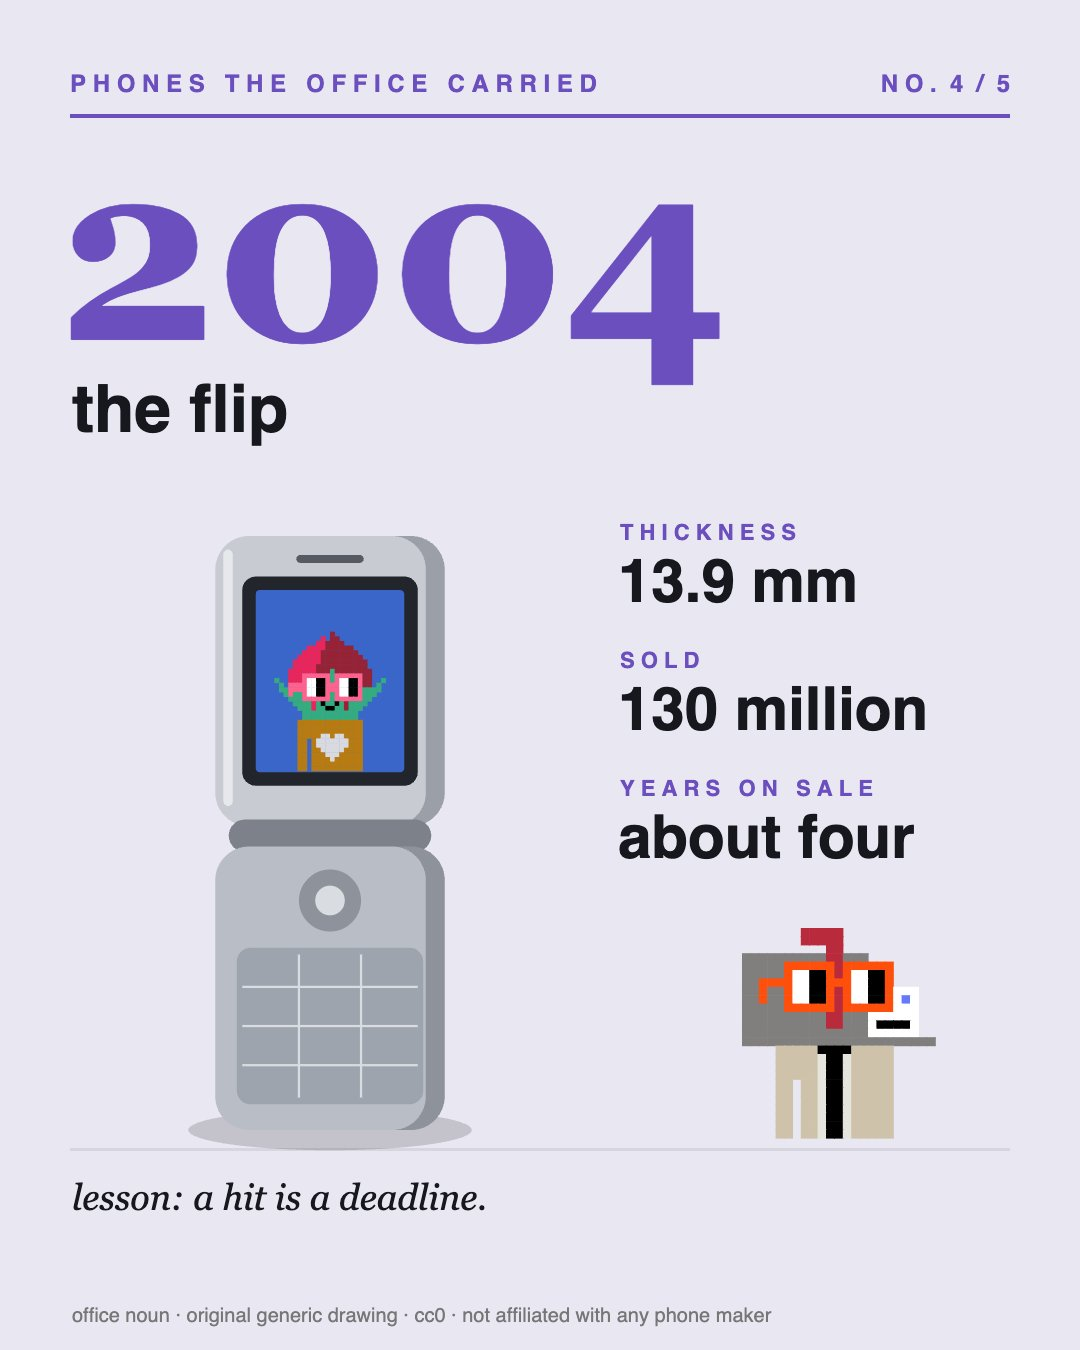 PHONES THE OFFICE CARRIED
NO. 4 / 5
2004
the flip
THICKNESS
13.9 mm
SOLD
130 million
YEARS ON SALE
about four
lesson: a hit is a deadline.
office noun · original generic drawing · cc0 · not affiliated with any phone maker